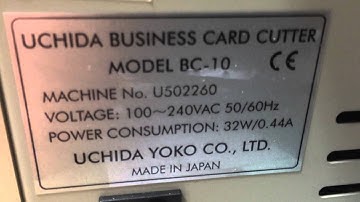 UCHIDA BUSINESS CARD CUTTER
MODEL BC-10 CE
MACHINE No. U502260
VOLTAGE: 100~240VAC 50/60Hz
POWER CONSUMPTION: 32W/0.44A
UCHIDA YOKO CO., LTD.
MADE IN JAPAN